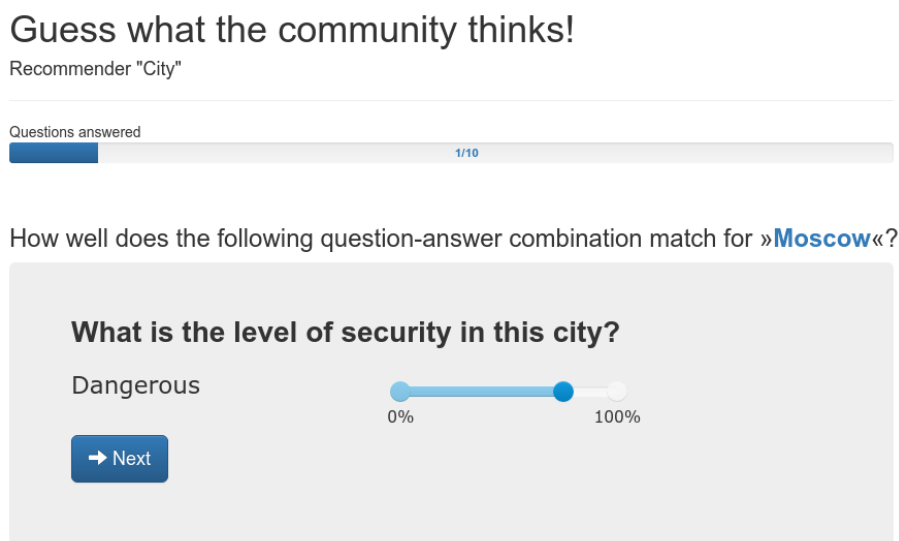 Guess what the community thinks!
Recommender "City"
Questions answered
1/10
How well does the following question-answer combination match for »Moscow«?
What is the level of security in this city?
Dangerous
0% 100%
Next